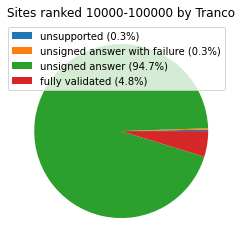 Sites ranked 10000-100000 by Tranco
unsupported (0.3%)
unsigned answer with failure (0.3%)
unsigned answer (94.7%)
fully validated (4.8%)